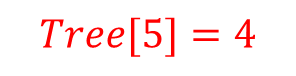 Tree[5] = 4